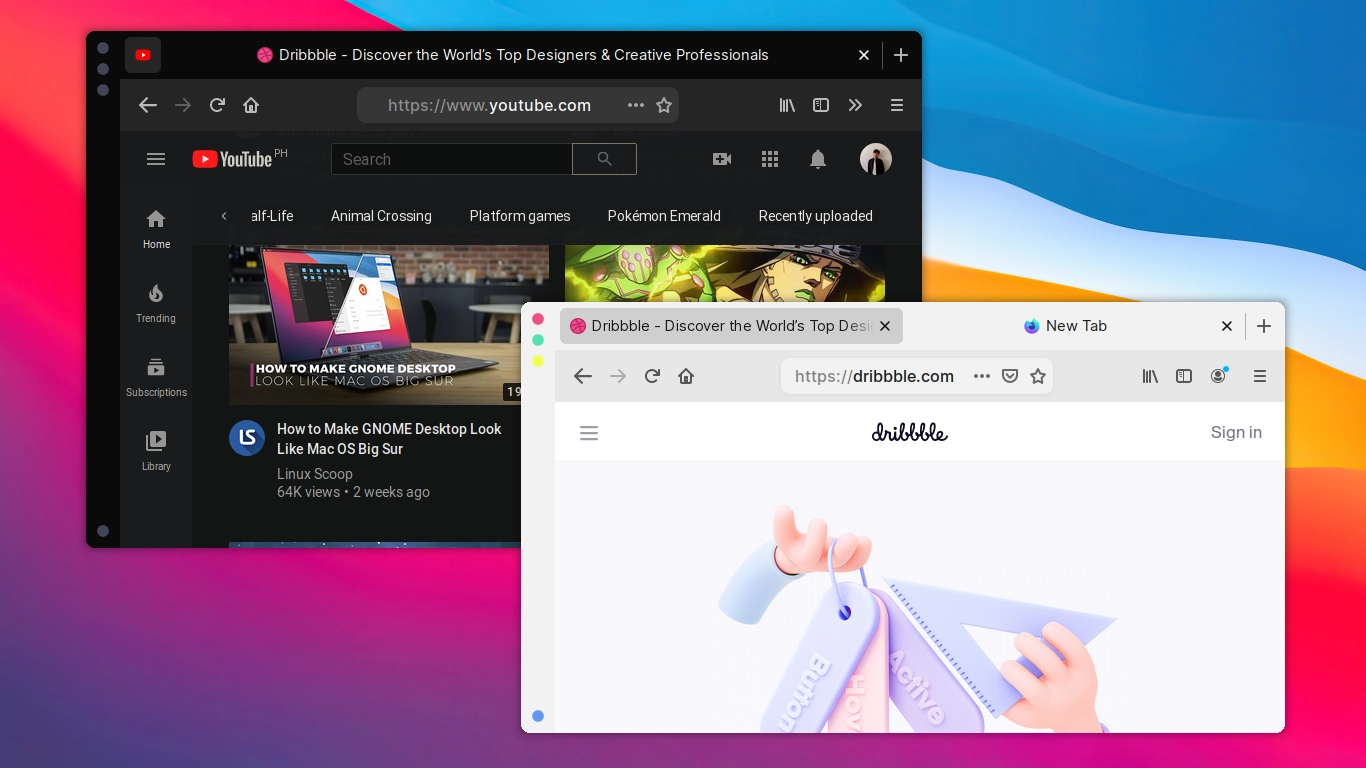 Dribbble - Discover the World's Top Designers & Creative Professionals
https://www.youtube.com
YouTube PH
Search
alf-Life
Animal Crossing
Platform games
Pokémon Emerald
Recently uploaded
Home
Trending
Subscriptions
Library
HOW TO MAKE GNOME DESKTOP
LOOK LIKE MAC OS BIG SUR
19
LS
How to Make GNOME Desktop Look
Like Mac OS Big Sur
Linux Scoop
64K views • 2 weeks ago
Dribbble - Discover the World's Top Desi
New Tab
https://dribbble.com
dribbble
Sign in
Button
Hov
Active